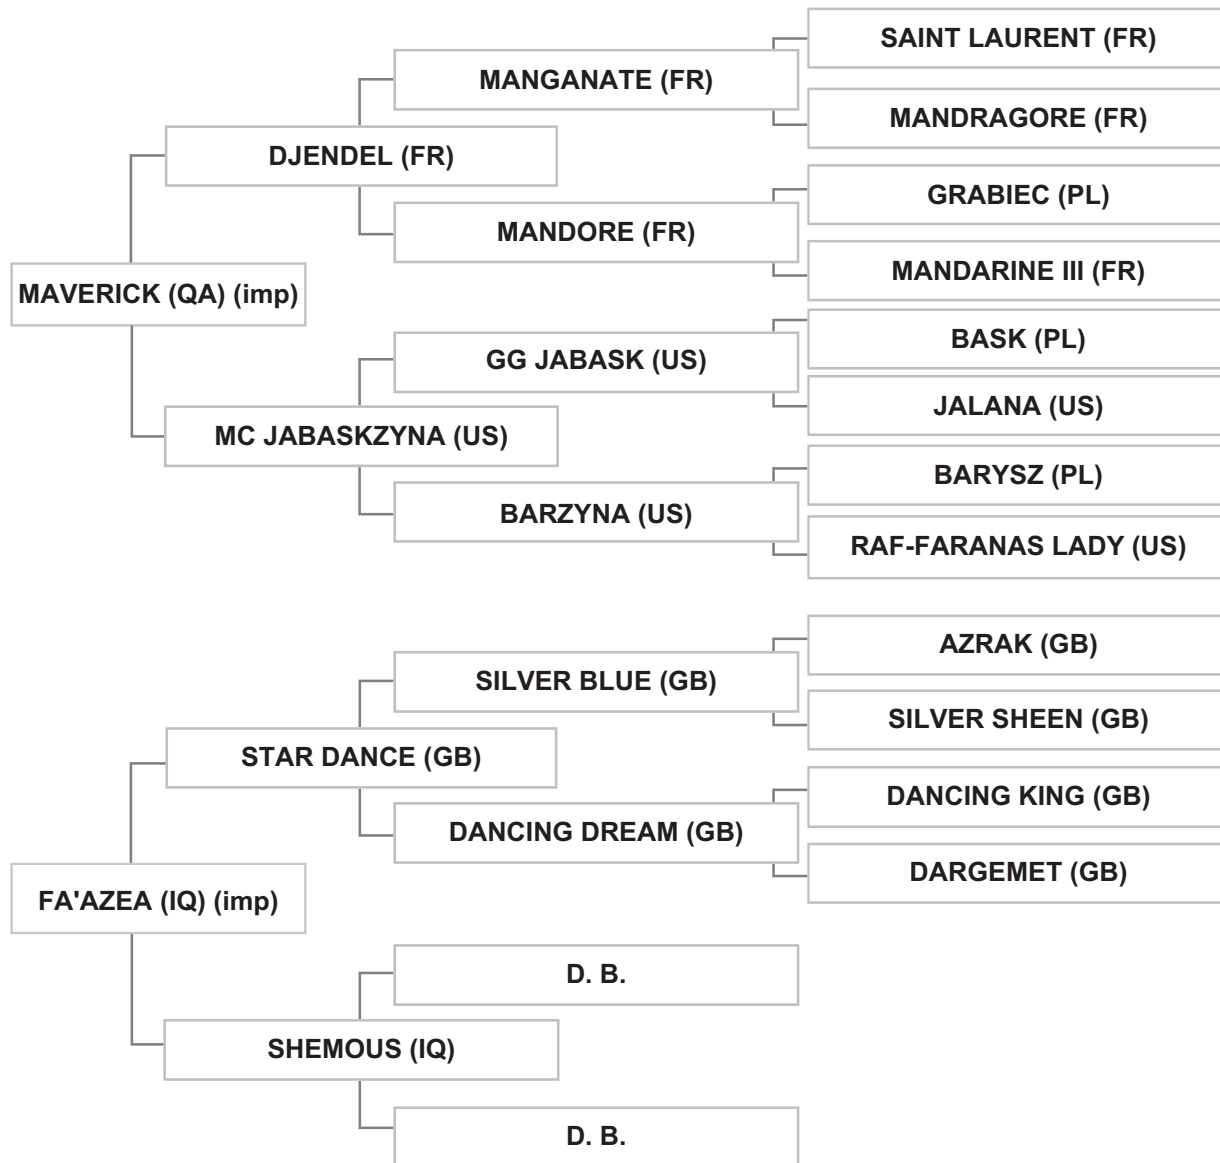 SAINT LAURENT (FR)
MANGANATE (FR)
MANDRAGORE (FR)
DJENDEL (FR)
GRABIEC (PL)
MANDORE (FR)
MANDARINE III (FR)
MAVERICK (QA) (imp)
BASK (PL)
GG JABASK (US)
JALANA (US)
MC JABASKZYNA (US)
BARYSZ (PL)
BARZYNA (US)
RAF-FARANAS LADY (US)
AZRAK (GB)
SILVER BLUE (GB)
SILVER SHEEN (GB)
STAR DANCE (GB)
DANCING KING (GB)
DANCING DREAM (GB)
DARGEMET (GB)
FA'AZEA (IQ) (imp)
D. B.
SHEMOUS (IQ)
D. B.